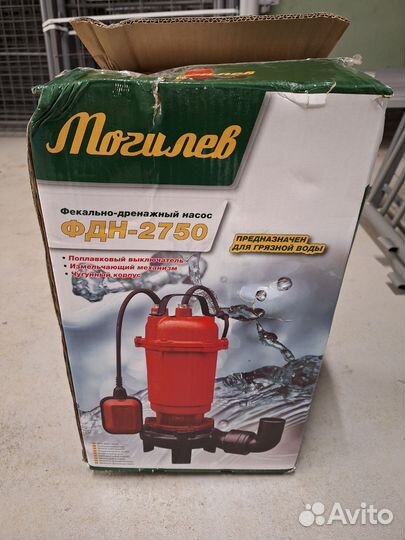 Могилев
Фекально-дренажный насос
ФДН-2750
ПРЕДНАЗНАЧЕН
ДЛЯ ГРЯЗНОЙ ВОДЫ
• Поплавковый выключатель
• Измельчающий механизм
• Чугунный корпус
Avito